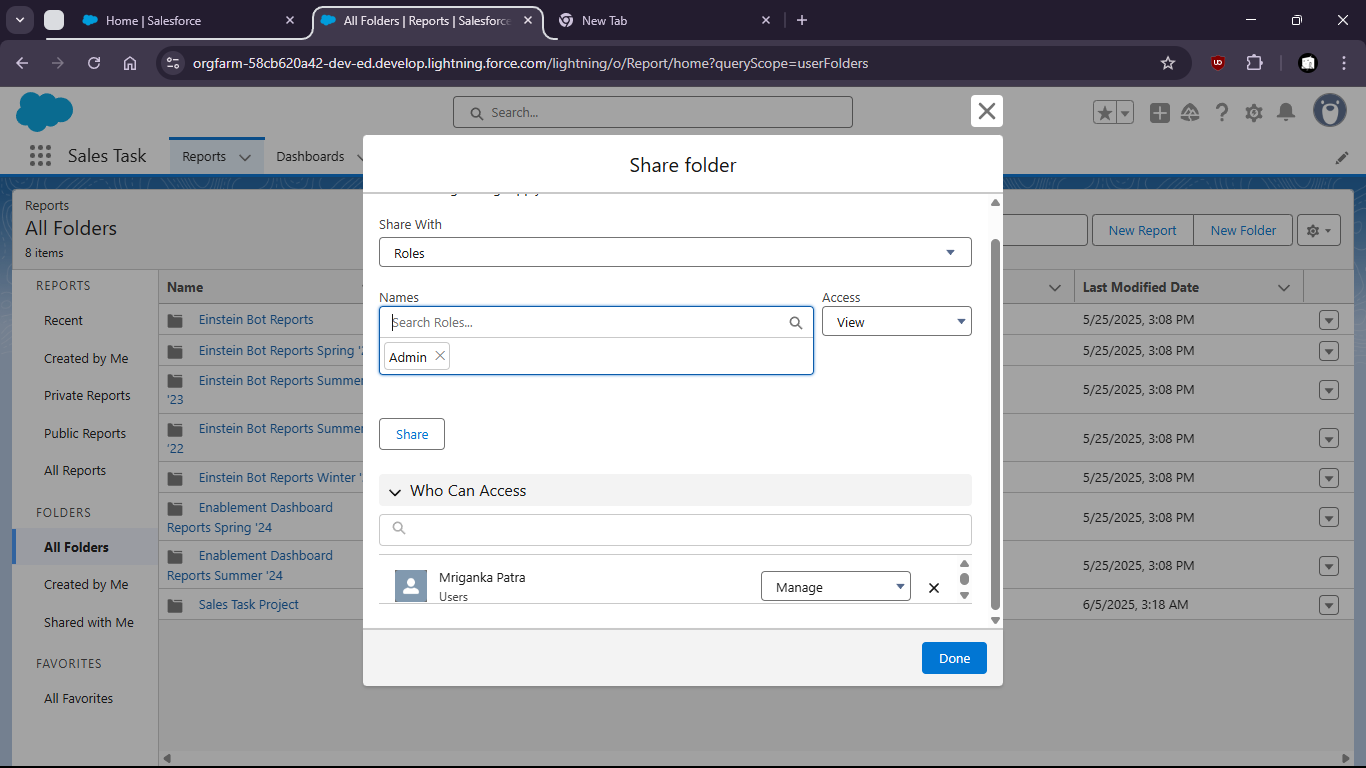 Home | Salesforce
All Folders | Reports | Salesforce
New Tab
orgfarm-58cb620a42-dev-ed.develop.lightning.force.com/lightning/o/Report/home?queryScope=userFolders
Search...
Sales Task
Reports
Dashboards
Reports
All Folders
8 items
New Report
New Folder
REPORTS
Recent
Created by Me
Private Reports
Public Reports
All Reports
FOLDERS
All Folders
Created by Me
Shared with Me
FAVORITES
All Favorites
Name
Last Modified Date
Einstein Bot Reports
5/25/2025, 3:08 PM
Einstein Bot Reports Spring
5/25/2025, 3:08 PM
Einstein Bot Reports Summer
'23
5/25/2025, 3:08 PM
Einstein Bot Reports Summer
'22
5/25/2025, 3:08 PM
Einstein Bot Reports Winter
5/25/2025, 3:08 PM
Enablement Dashboard
Reports Spring '24
5/25/2025, 3:08 PM
Enablement Dashboard
Reports Summer '24
5/25/2025, 3:08 PM
Sales Task Project
6/5/2025, 3:18 AM
Share folder
Share With
Roles
Names
Access
Search Roles...
View
Admin
Share
Who Can Access
Mriganka Patra
Users
Manage
Done